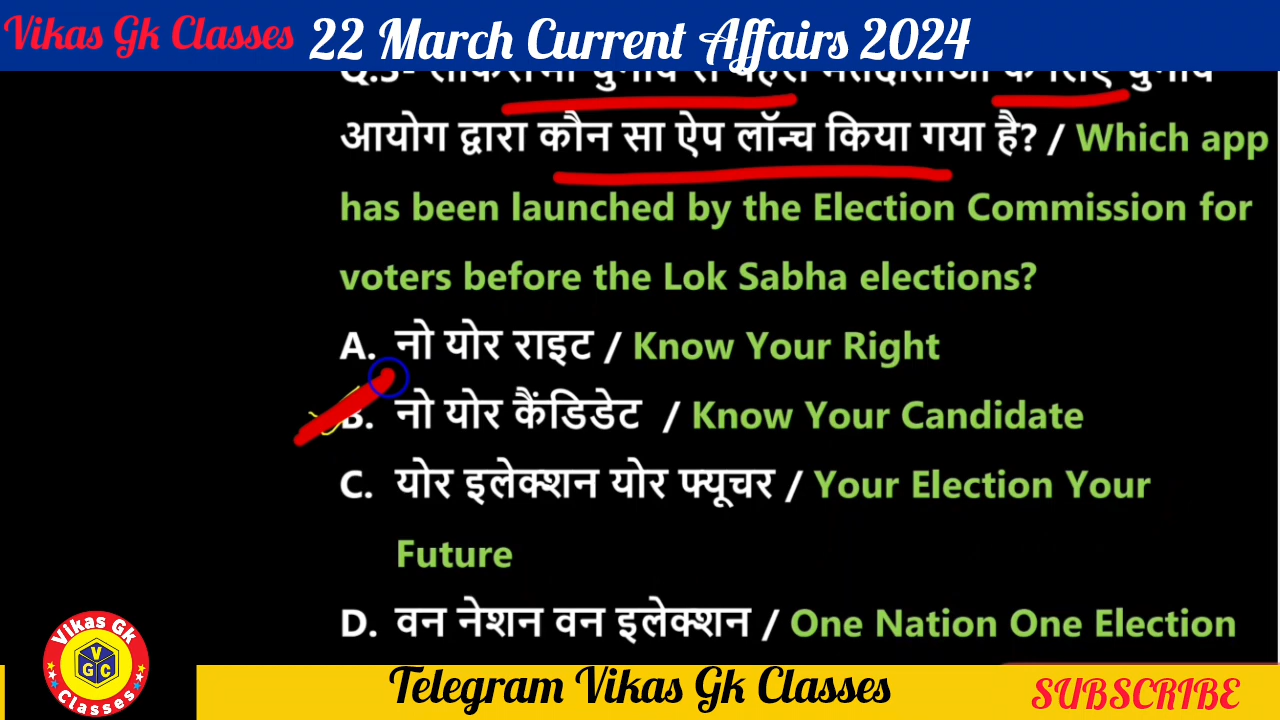 Vikas Gk Classes 22 March Current Affairs 2024
चुनाव से पहले मतदाताओं के लिए चुनाव
आयोग द्वारा कौन सा ऐप लॉन्च किया गया है? / Which app
has been launched by the Election Commission for
voters before the Lok Sabha elections?
A. नो योर राइट / Know Your Right
B. नो योर कैंडिडेट / Know Your Candidate
C. योर इलेक्शन योर फ्यूचर / Your Election Your
Future
D. वन नेशन वन इलेक्शन / One Nation One Election
Vikas Gk
V
G C
Classes
Telegram Vikas Gk Classes
SUBSCRIBE